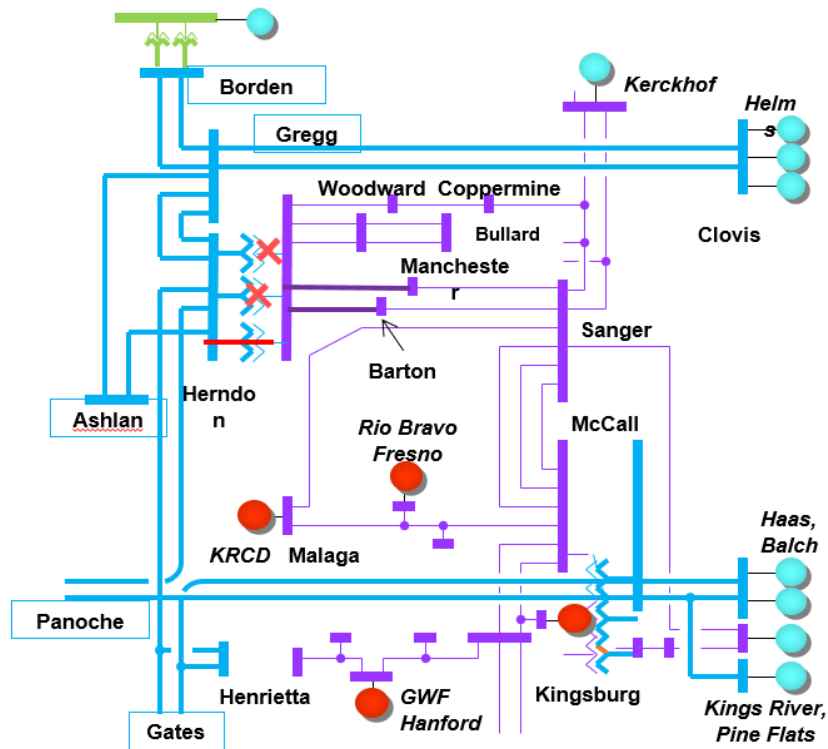 Borden
Kerckhof
Helm
s
Gregg
Woodward Coppermine
Bullard
Clovis
Mancheste
r
Sanger
Barton
Herndo
n
Ashlan
McCall
Rio Bravo
Fresno
KRCD
Malaga
Haas,
Balch
Panoche
Henrietta
GWF
Hanford
Kingsburg
Kings River,
Pine Flats
Gates